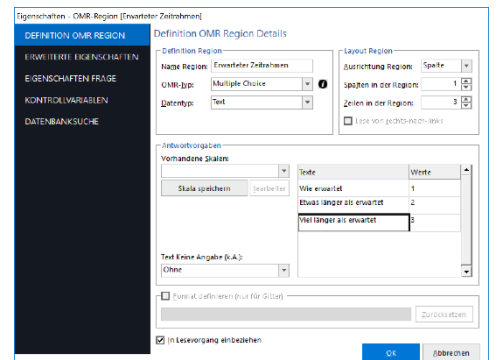 Eigenschaften - OMR-Region [Erwarteter Zeitrahmen]
DEFINITION OMR REGION
ERWEITERTE EIGENSCHAFTEN
EIGENSCHAFTEN FRAGE
KONTROLLVARIABLEN
DATENBANKSUCHE
Definition OMR Region Details
Definition Region
Name Region: Erwarteter Zeitrahmen
OMR-Typ: Multiple Choice
Datentyp: Text
Layout Region
Ausrichtung Region: Spalte
Spalten in der Region: 1
Zeilen in der Region: 3
Lese von rechts-nach-links
Antwortvorgaben
Vorhandene Skalen:
Skala speichern Bearbeiten
Texte Werte
Wie erwartet 1
Etwas länger als erwartet 2
Viel länger als erwartet 3
Text Keine Angabe (k.A.):
Ohne
Format definieren (nur für Gitter)
Zurücksetzen
In Lesevorgang einbeziehen
OK Abbrechen